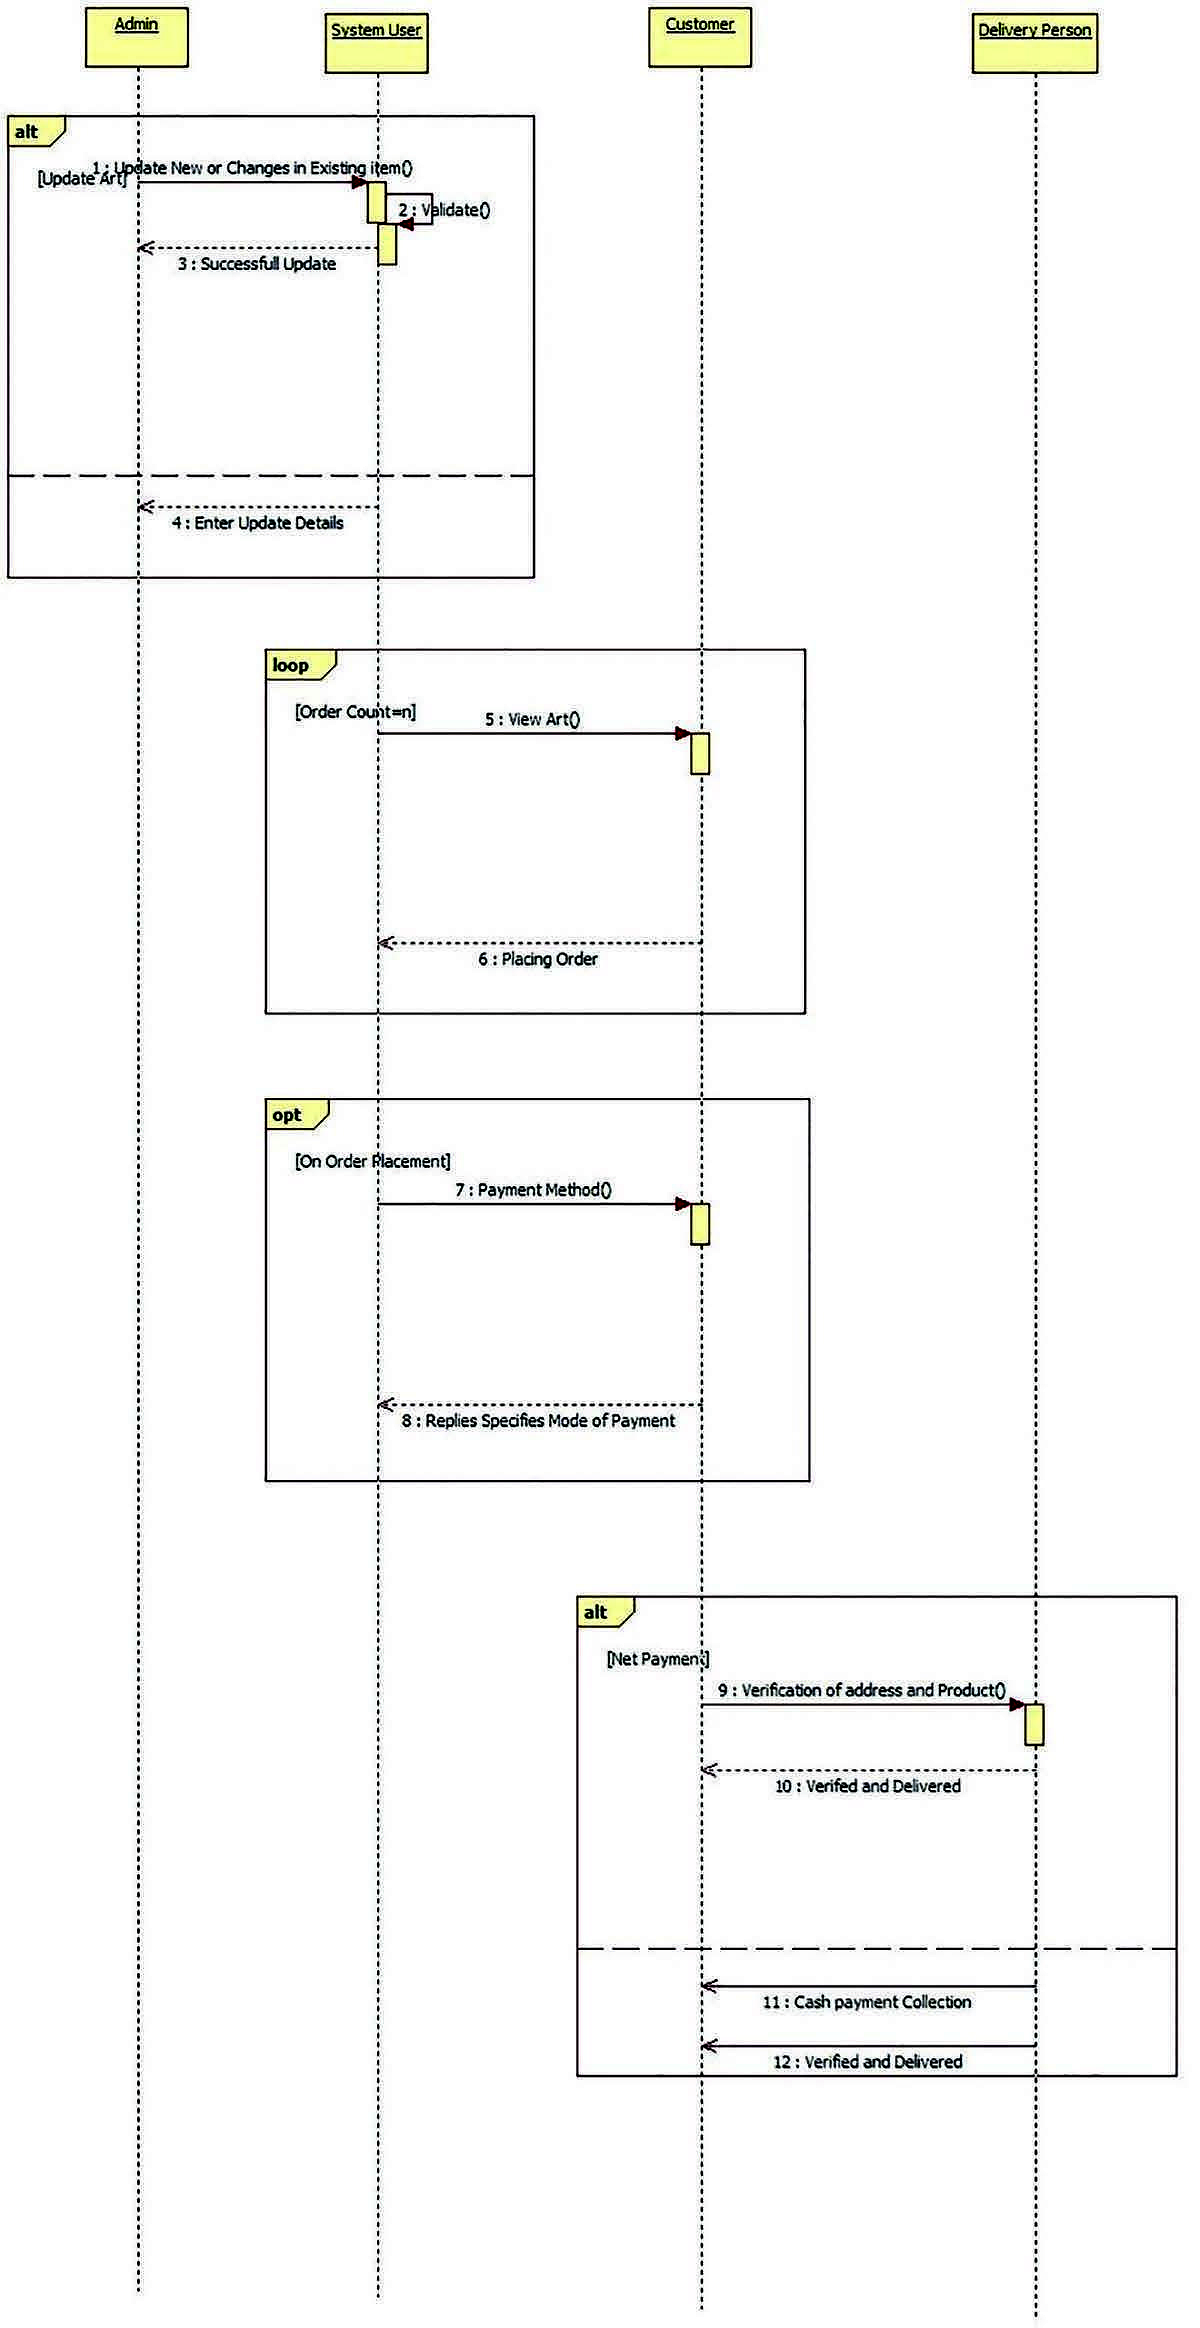 Admin
System User
Customer
Delivery Person
alt
1 : Update New or Changes in Existing item()
[Update Art]
2 : Validate()
3 : Successfull Update
4 : Enter Update Details
loop
[Order Count=n]
5 : View Art()
6 : Placing Order
opt
[On Order Placement]
7 : Payment Method()
8 : Replies Specifies Mode of Payment
alt
[Net Payment]
9 : Verification of address and Product()
10 : Verifed and Delivered
11 : Cash payment Collection
12 : Verified and Delivered